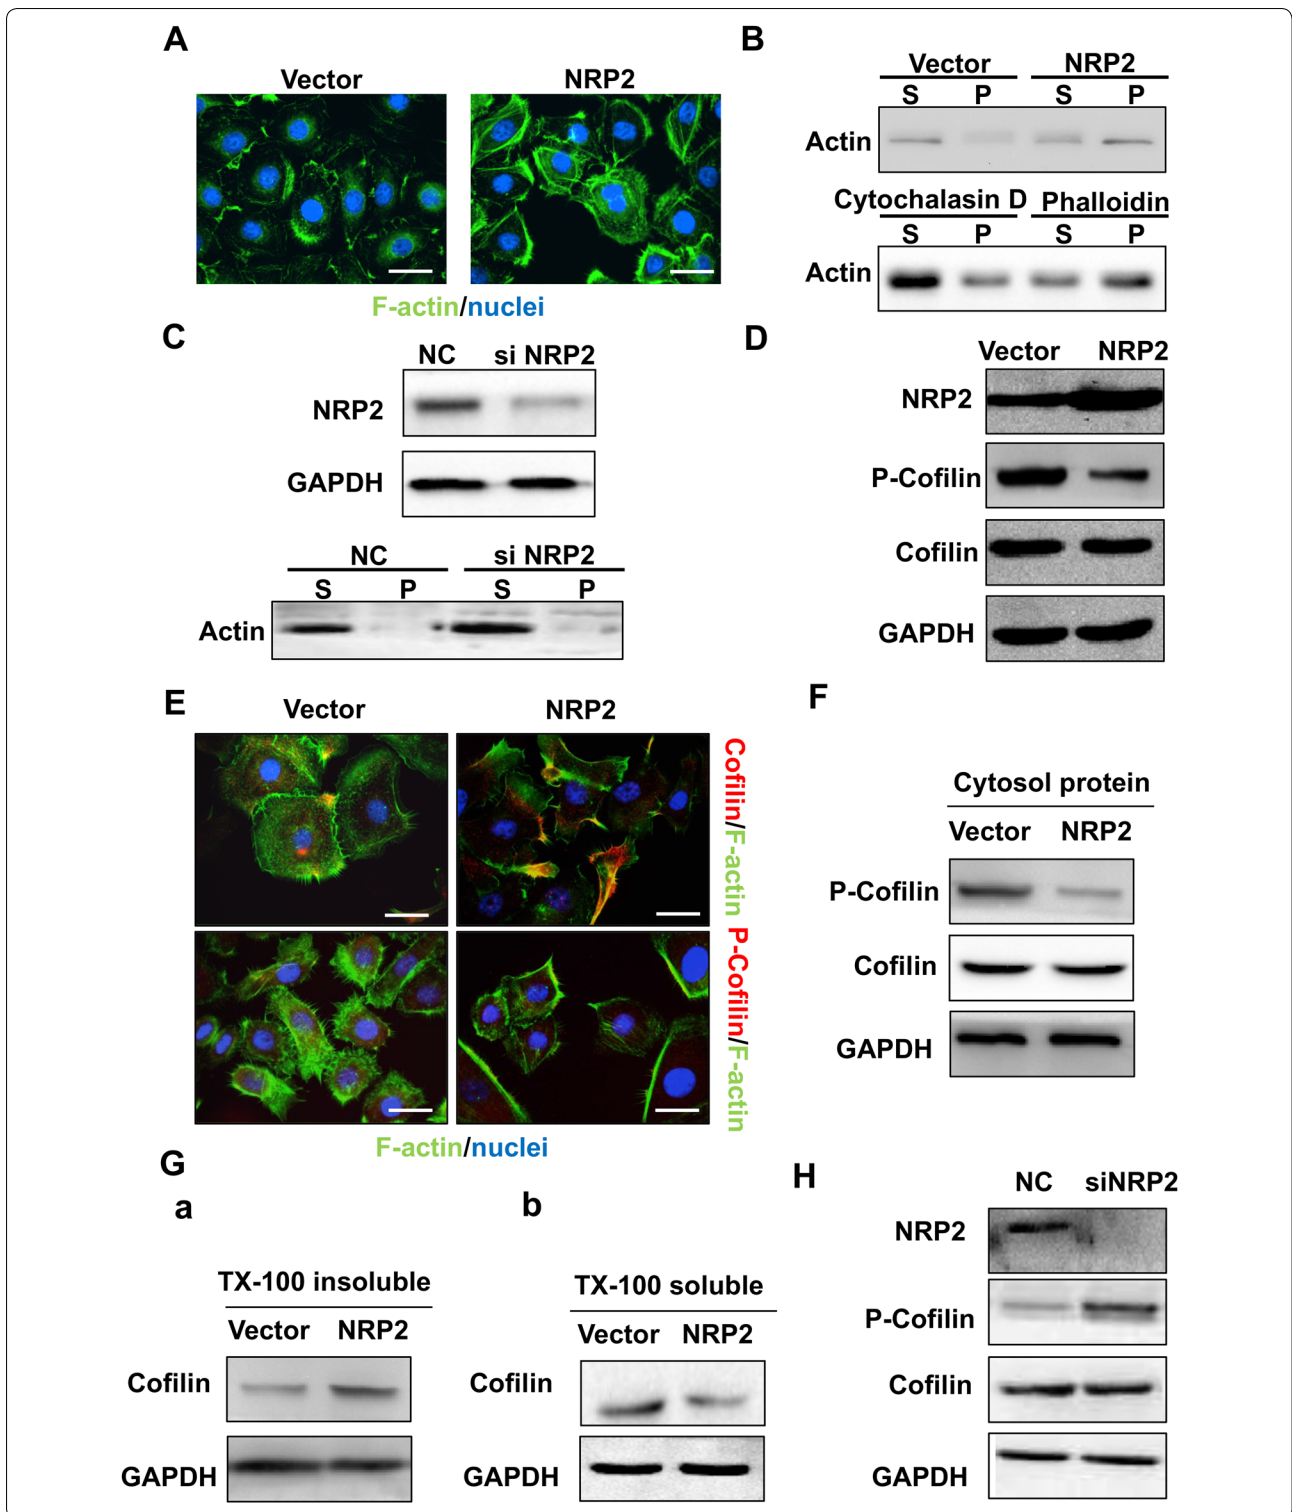 A
Vector NRP2
F-actin/nuclei
B
Vector NRP2
S P S P
Actin
Cytochalasin D Phalloidin
S P S P
Actin
C
NC si NRP2
NRP2
GAPDH
NC si NRP2
S P S P
Actin
D
Vector NRP2
NRP2
P-Cofilin
Cofilin
GAPDH
E
Vector NRP2
Cofilin/F-actin
P-Cofilin/F-actin
F-actin/nuclei
F
Cytosol protein
Vector NRP2
P-Cofilin
Cofilin
GAPDH
G
a
TX-100 insoluble
Vector NRP2
Cofilin
GAPDH
b
TX-100 soluble
Vector NRP2
Cofilin
GAPDH
H
NC siNRP2
NRP2
P-Cofilin
Cofilin
GAPDH